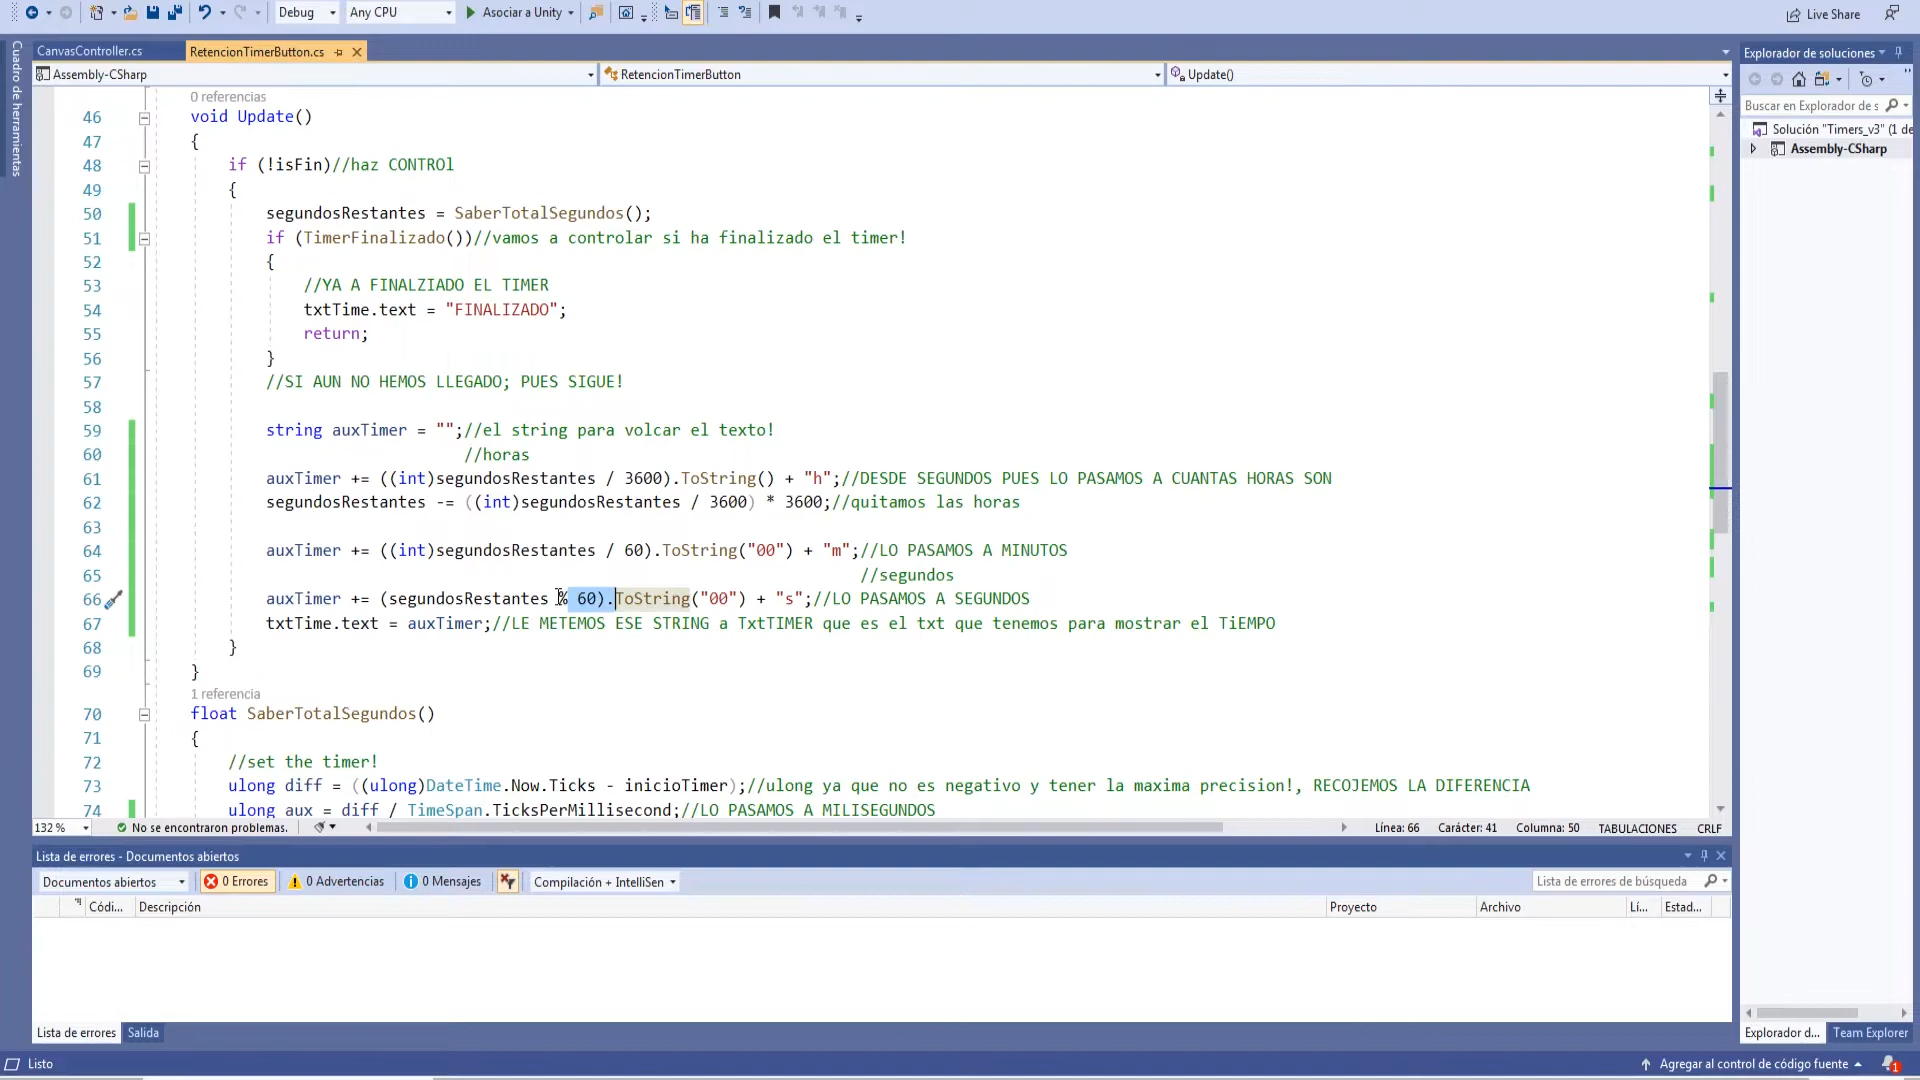 Debug
Any CPU
Asociar a Unity
Live Share
Cuadro de herramientas
CanvasController.cs
RetencionTimerButton.cs
Assembly-CSharp
RetencionTimerButton
Update()
0 referencias
46 void Update()
47 {
48 if (!isFin)//haz CONTROl
49 {
50 segundosRestantes = SaberTotalSegundos();
51 if (TimerFinalizado())//vamos a controlar si ha finalizado el timer!
52 {
53 //YA A FINALZIADO EL TIMER
54 txtTime.text = "FINALIZADO";
55 return;
56 }
57 //SI AUN NO HEMOS LLEGADO; PUES SIGUE!
58
59 string auxTimer = "";//el string para volcar el texto!
60 //horas
61 auxTimer += ((int)segundosRestantes / 3600).ToString() + "h";//DESDE SEGUNDOS PUES LO PASAMOS A CUANTAS HORAS SON
62 segundosRestantes -= ((int)segundosRestantes / 3600) * 3600;//quitamos las horas
63
64 auxTimer += ((int)segundosRestantes / 60).ToString("00") + "m";//LO PASAMOS A MINUTOS
65 //segundos
66 auxTimer += (segundosRestantes % 60).ToString("00") + "s";//LO PASAMOS A SEGUNDOS
67 txtTime.text = auxTimer;//LE METEMOS ESE STRING a TxtTIMER que es el txt que tenemos para mostrar el TiEMPO
68 }
69 }
1 referencia
70 float SaberTotalSegundos()
71 {
72 //set the timer!
73 ulong diff = ((ulong)DateTime.Now.Ticks - inicioTimer);//ulong ya que no es negativo y tener la maxima precision!, RECOJEMOS LA DIFERENCIA
74 ulong aux = diff / TimeSpan.TicksPerMillisecond;//LO PASAMOS A MILISEGUNDOS
132 %
No se encontraron problemas.
Línea: 66
Carácter: 41
Columna: 50
TABULACIONES
CRLF
Lista de errores - Documentos abiertos
Documentos abiertos
0 Errores
0 Advertencias
0 Mensajes
Compilación + IntelliSen
Lista de errores de búsqueda
Códi...
Descripción
Proyecto
Archivo
Lí...
Estad...
Lista de errores
Salida
Explorador de soluciones
Buscar en Explorador de s
Solución "Timers_v3" (1 de
Assembly-CSharp
Explorador d...
Team Explorer
Listo
Agregar al control de código fuente
1